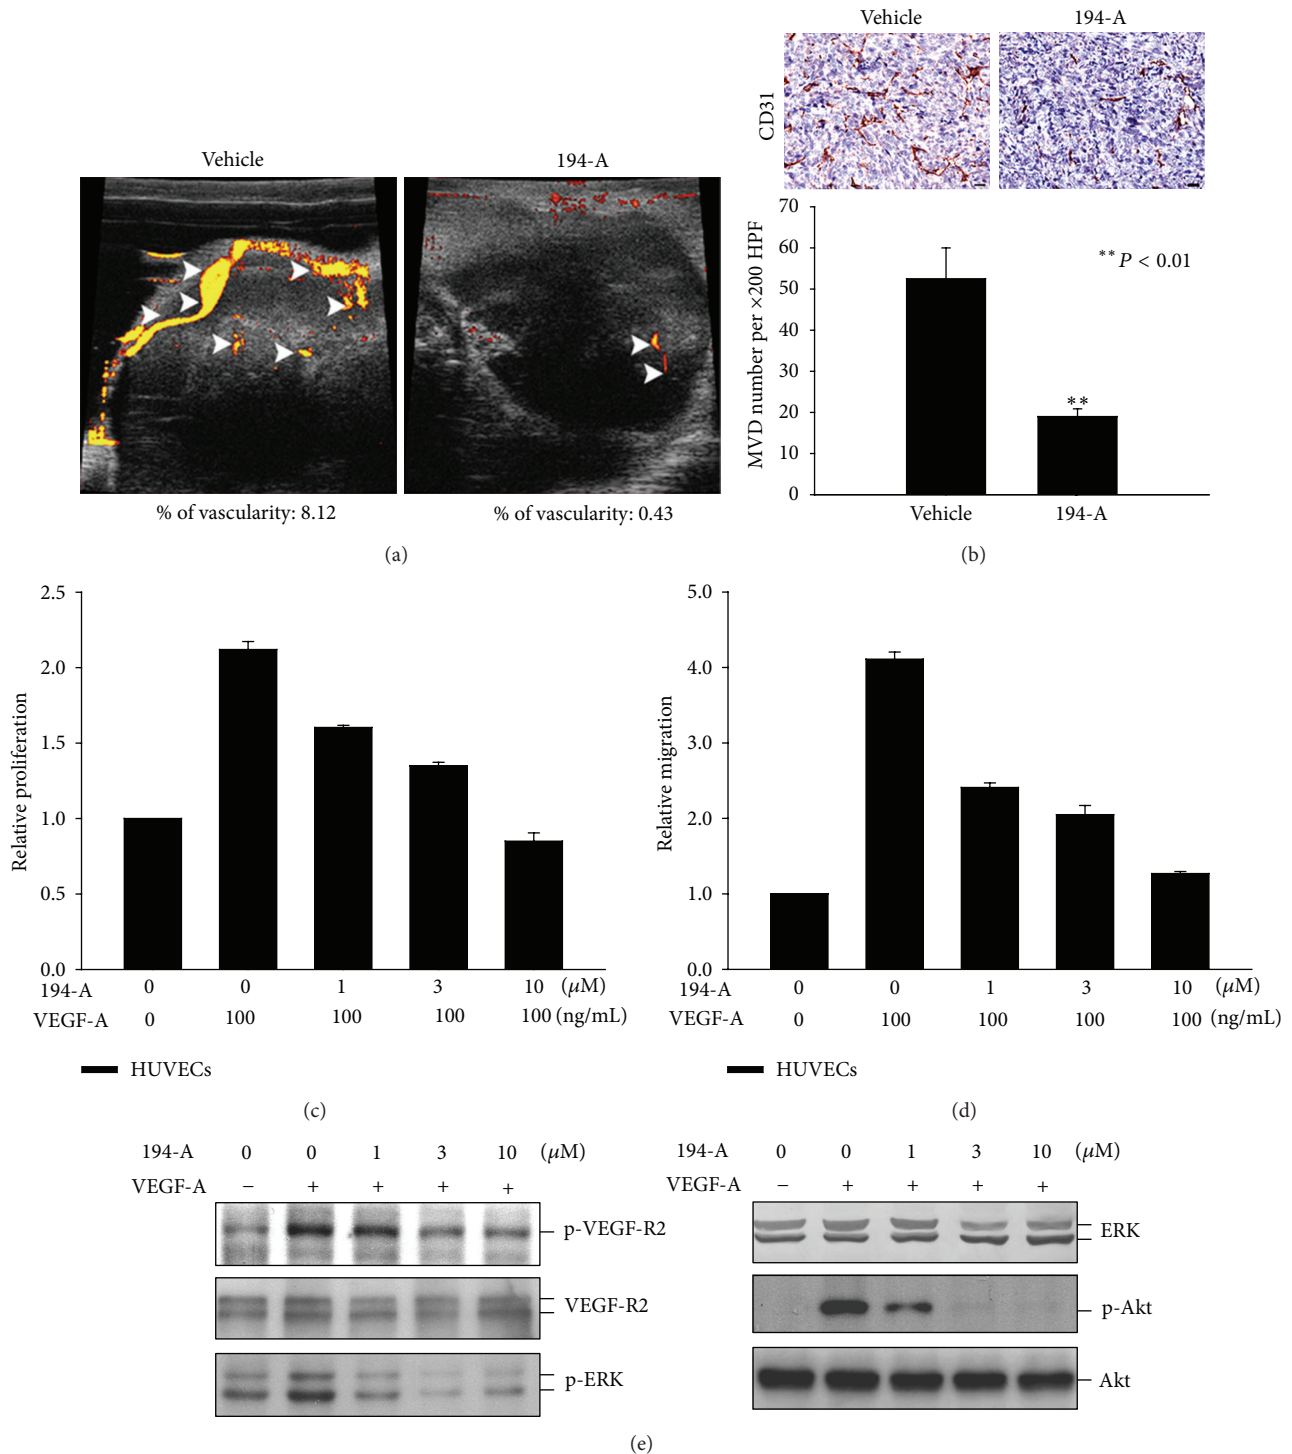 Vehicle 194-A
% of vascularity: 8.12 % of vascularity: 0.43
(a)
Vehicle 194-A
CD31
MVD number per ×200 HPF
70
60
50
40
30
20
10
0
**P < 0.01
**
Vehicle 194-A
(b)
Relative proliferation
2.5
2.0
1.5
1.0
0.5
0.0
194-A 0 0 1 3 10 (μM)
VEGF-A 0 100 100 100 100 (ng/mL)
HUVECs
(c)
Relative migration
5.0
4.0
3.0
2.0
1.0
0.0
194-A 0 0 1 3 10 (μM)
VEGF-A 0 100 100 100 100 (ng/mL)
HUVECs
(d)
194-A 0 0 1 3 10 (μM)
VEGF-A − + + + +
p-VEGF-R2
VEGF-R2
p-ERK
194-A 0 0 1 3 10 (μM)
VEGF-A − + + + +
ERK
p-Akt
Akt
(e)